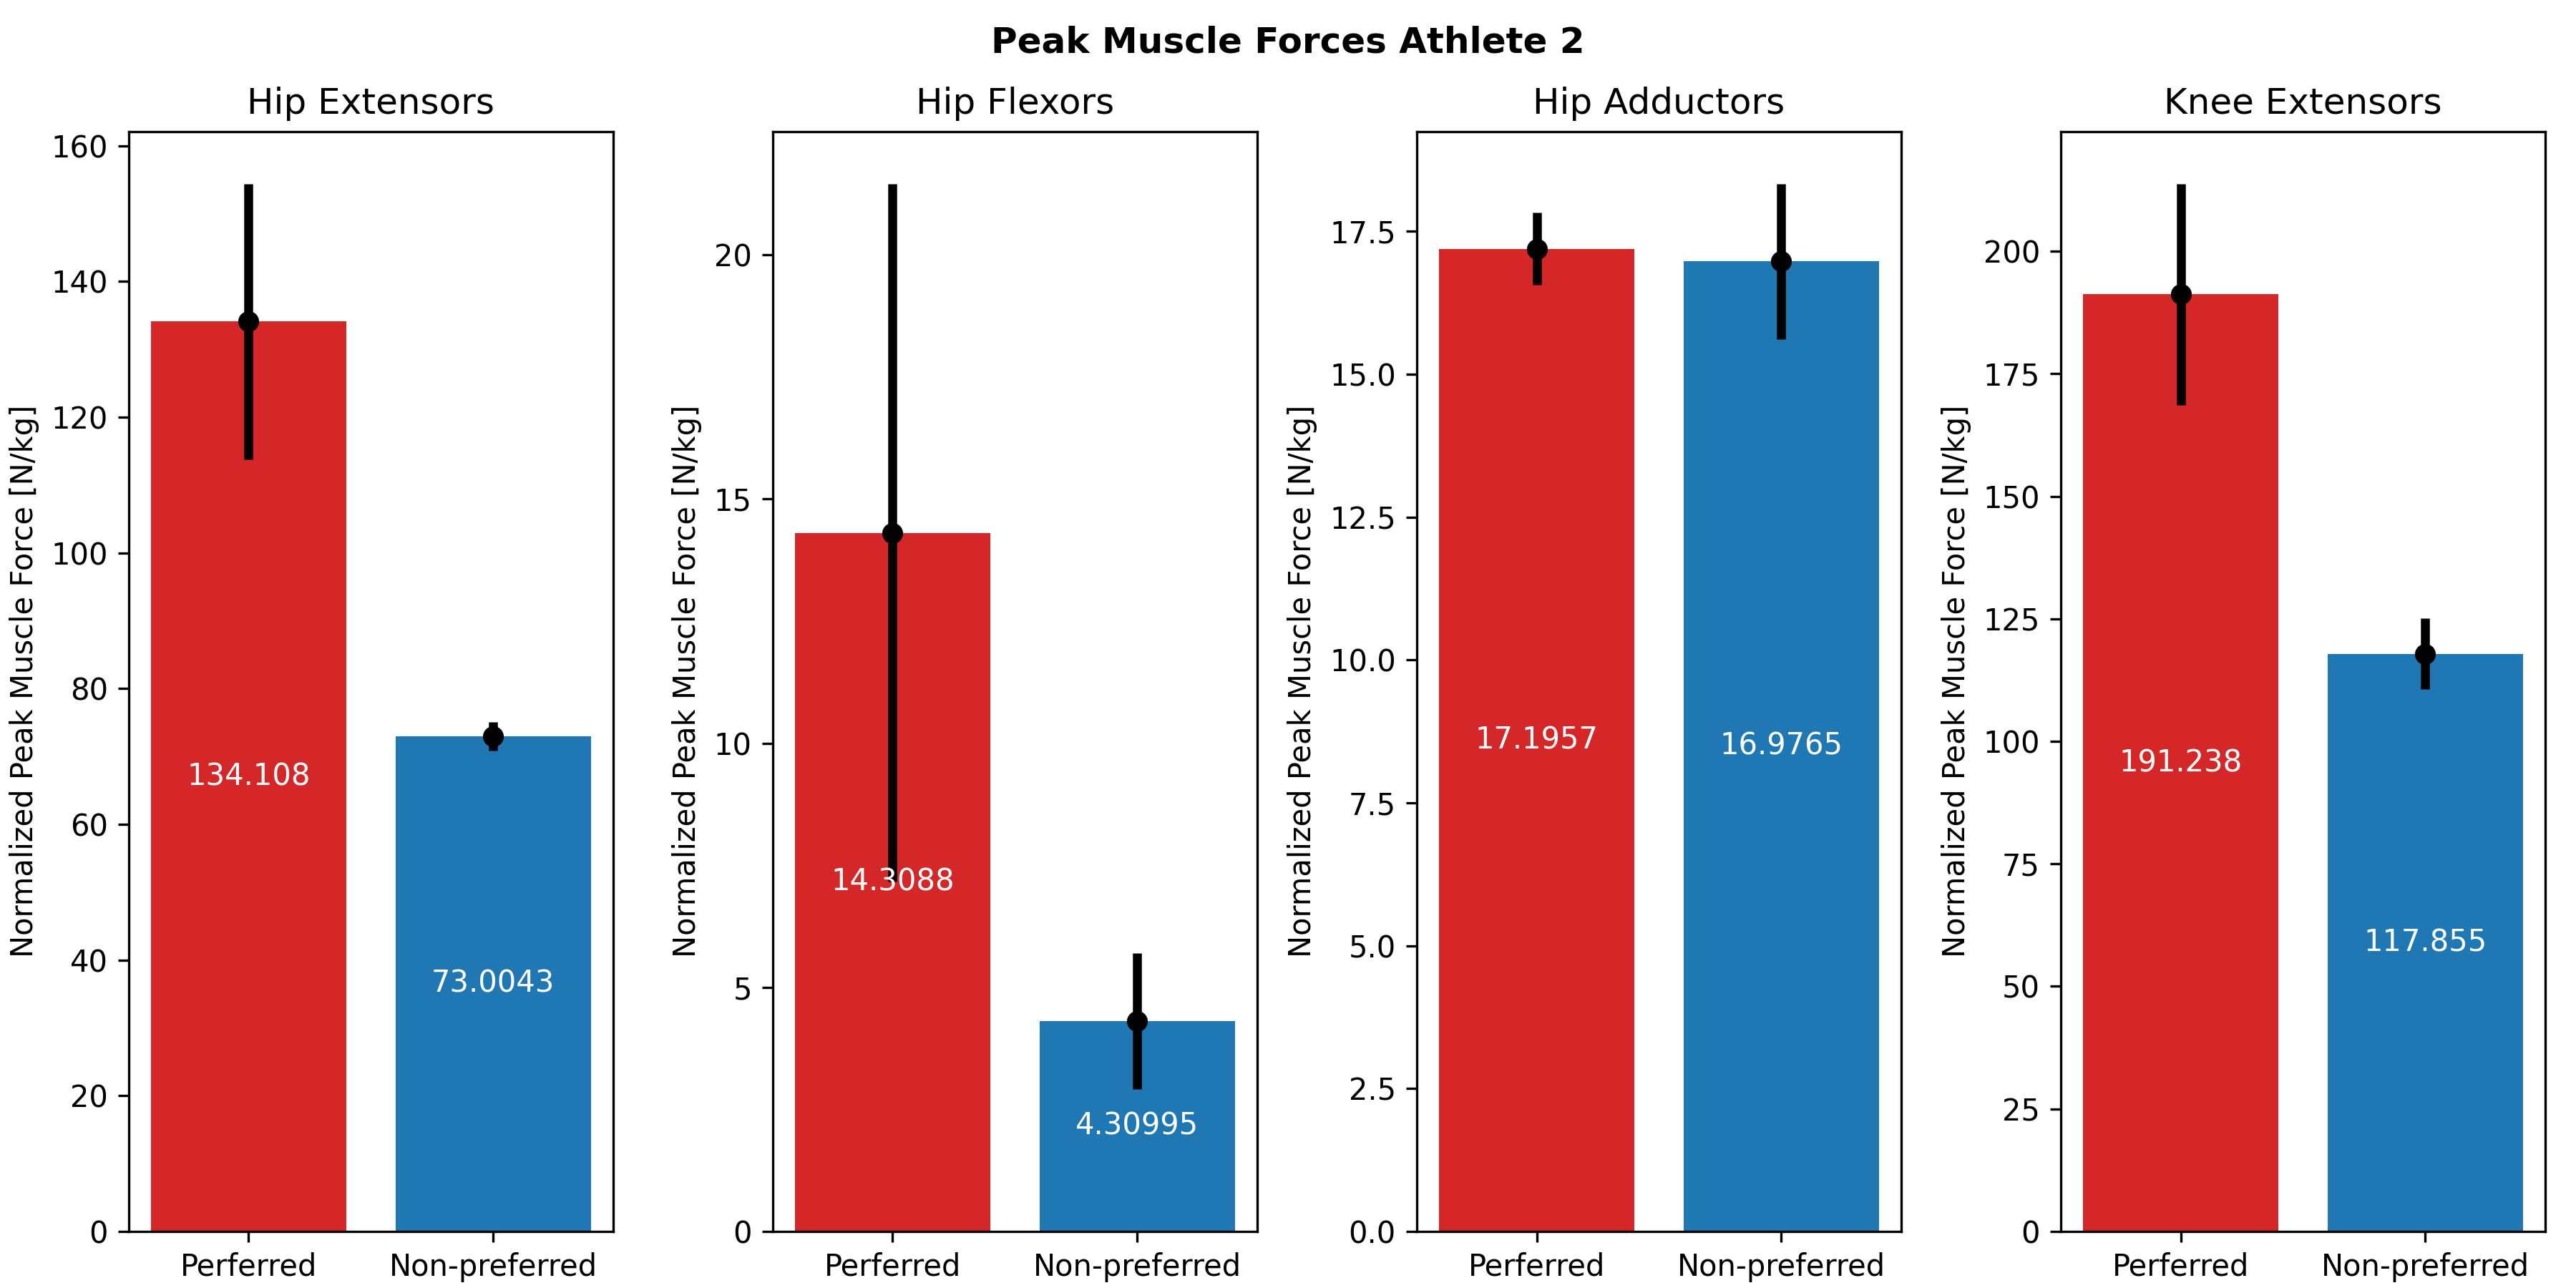 Peak Muscle Forces Athlete 2
Hip Extensors
Normalized Peak Muscle Force [N/kg]
160
140
120
100
80
60
40
20
0
134.108
73.0043
Perferred
Non-preferred
Hip Flexors
Normalized Peak Muscle Force [N/kg]
20
15
10
5
0
14.3088
4.30995
Perferred
Non-preferred
Hip Adductors
Normalized Peak Muscle Force [N/kg]
17.5
15.0
12.5
10.0
7.5
5.0
2.5
0.0
17.1957
16.9765
Perferred
Non-preferred
Knee Extensors
Normalized Peak Muscle Force [N/kg]
200
175
150
125
100
75
50
25
0
191.238
117.855
Perferred
Non-preferred